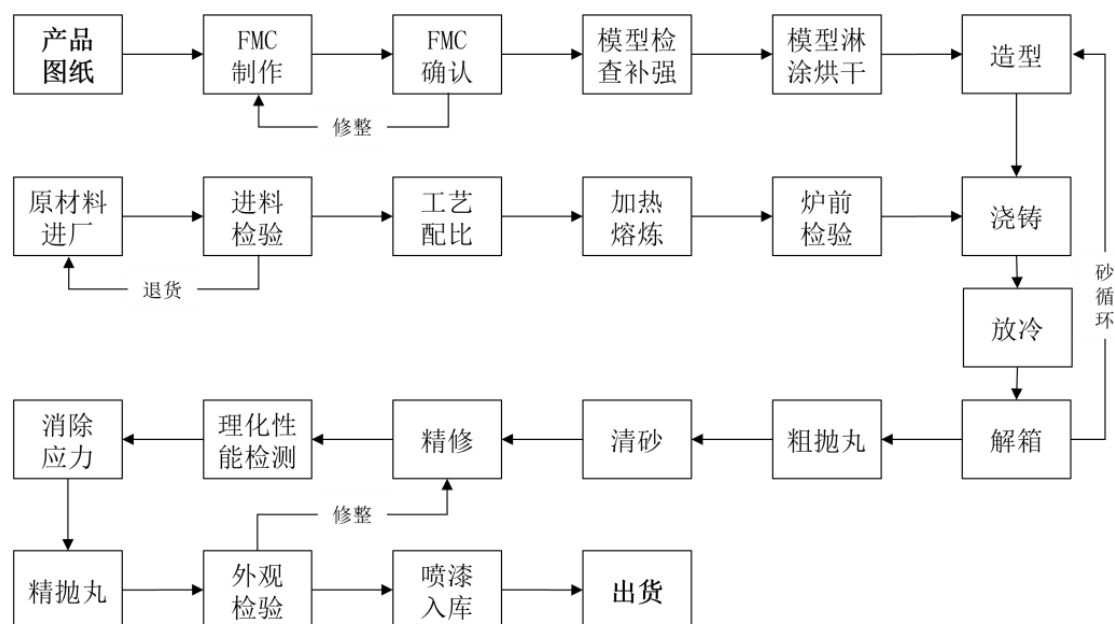 产品
图纸
FMC
制作
FMC
确认
模型检
查补强
模型淋
涂烘干
造型
修整
原材料
进厂
进料
检验
工艺
配比
加热
熔炼
炉前
检验
浇铸
退货
砂
循
环
放冷
消除
应力
理化性
能检测
精修
清砂
粗抛丸
解箱
修整
精抛丸
外观
检验
喷漆
入库
出货